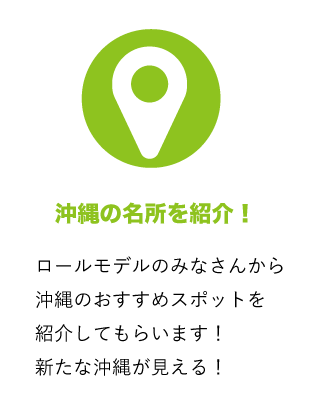 沖縄の名所を紹介！
ロールモデルのみなさんから
沖縄のおすすめスポットを
紹介してもらいます！
新たな沖縄が見える！